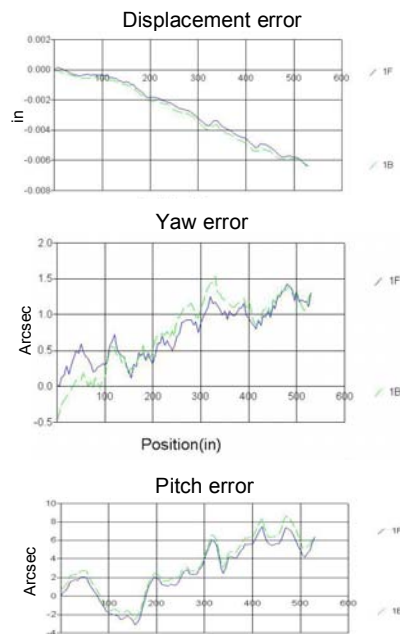 Displacement error
0.002
0.000
-0.002
-0.004
-0.006
-0.008
in
100 200 300 400 500 600
1F
1B
Yaw error
2.0
1.5
1.0
0.5
0.0
-0.5
Arcsec
100 200 300 400 500 600
1F
1B
Position(in)
Pitch error
10
8
6
4
2
0
-2
-4
Arcsec
100 200 300 400 500 600